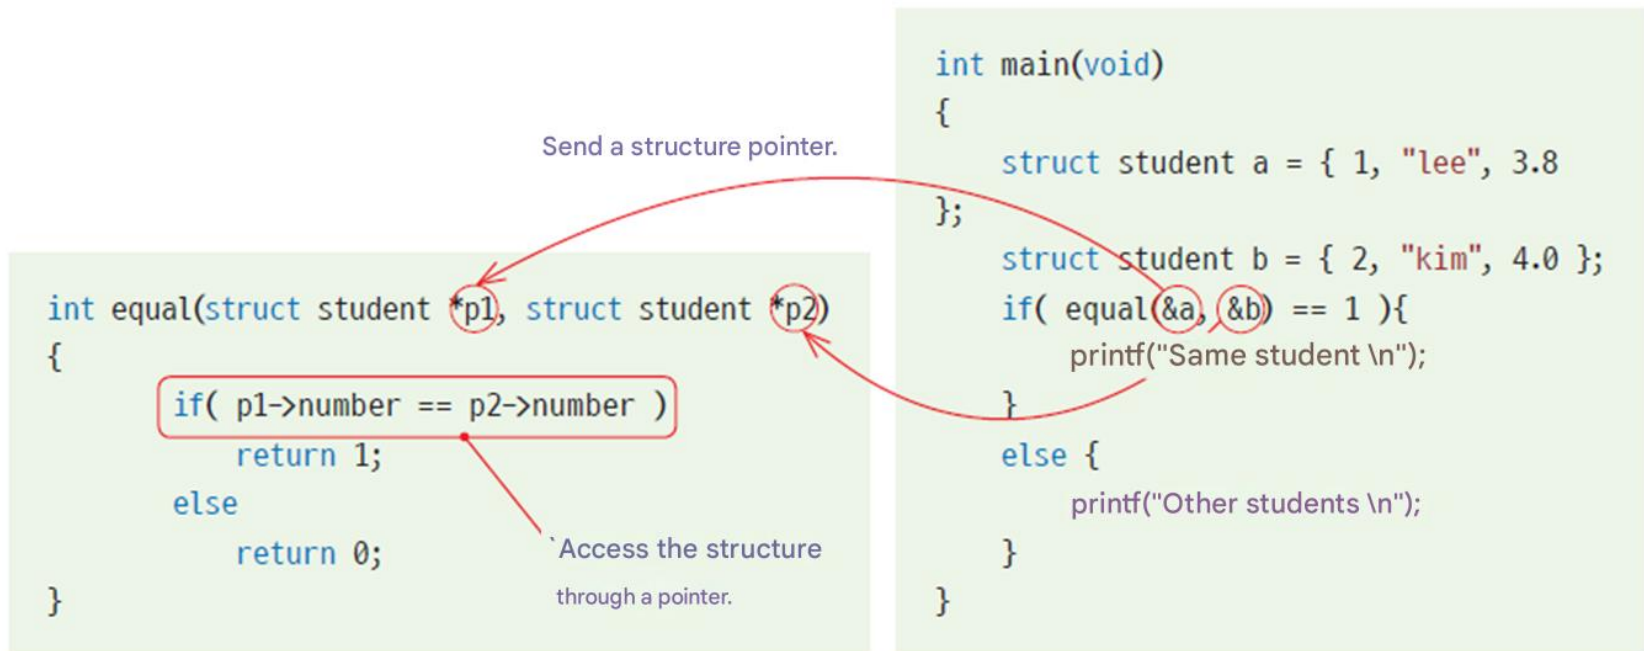 Send a structure pointer.
int equal(struct student *p1, struct student *p2)
{
if( p1->number == p2->number )
return 1;
else
return 0;
}
`Access the structure
through a pointer.
int main(void)
{
struct student a = { 1, "lee", 3.8
};
struct student b = { 2, "kim", 4.0 };
if( equal(&a, &b) == 1 ){
printf("Same student \n");
}
else {
printf("Other students \n");
}
}